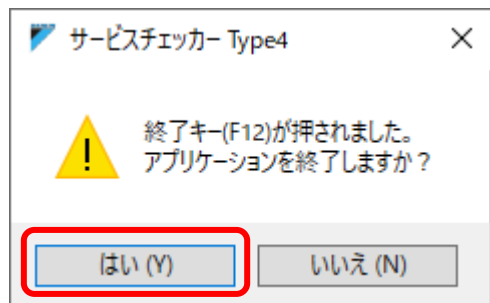 サービスチェッカー Type4
終了キー(F12)が押されました。
アプリケーションを終了しますか？
はい (Y)
いいえ (N)